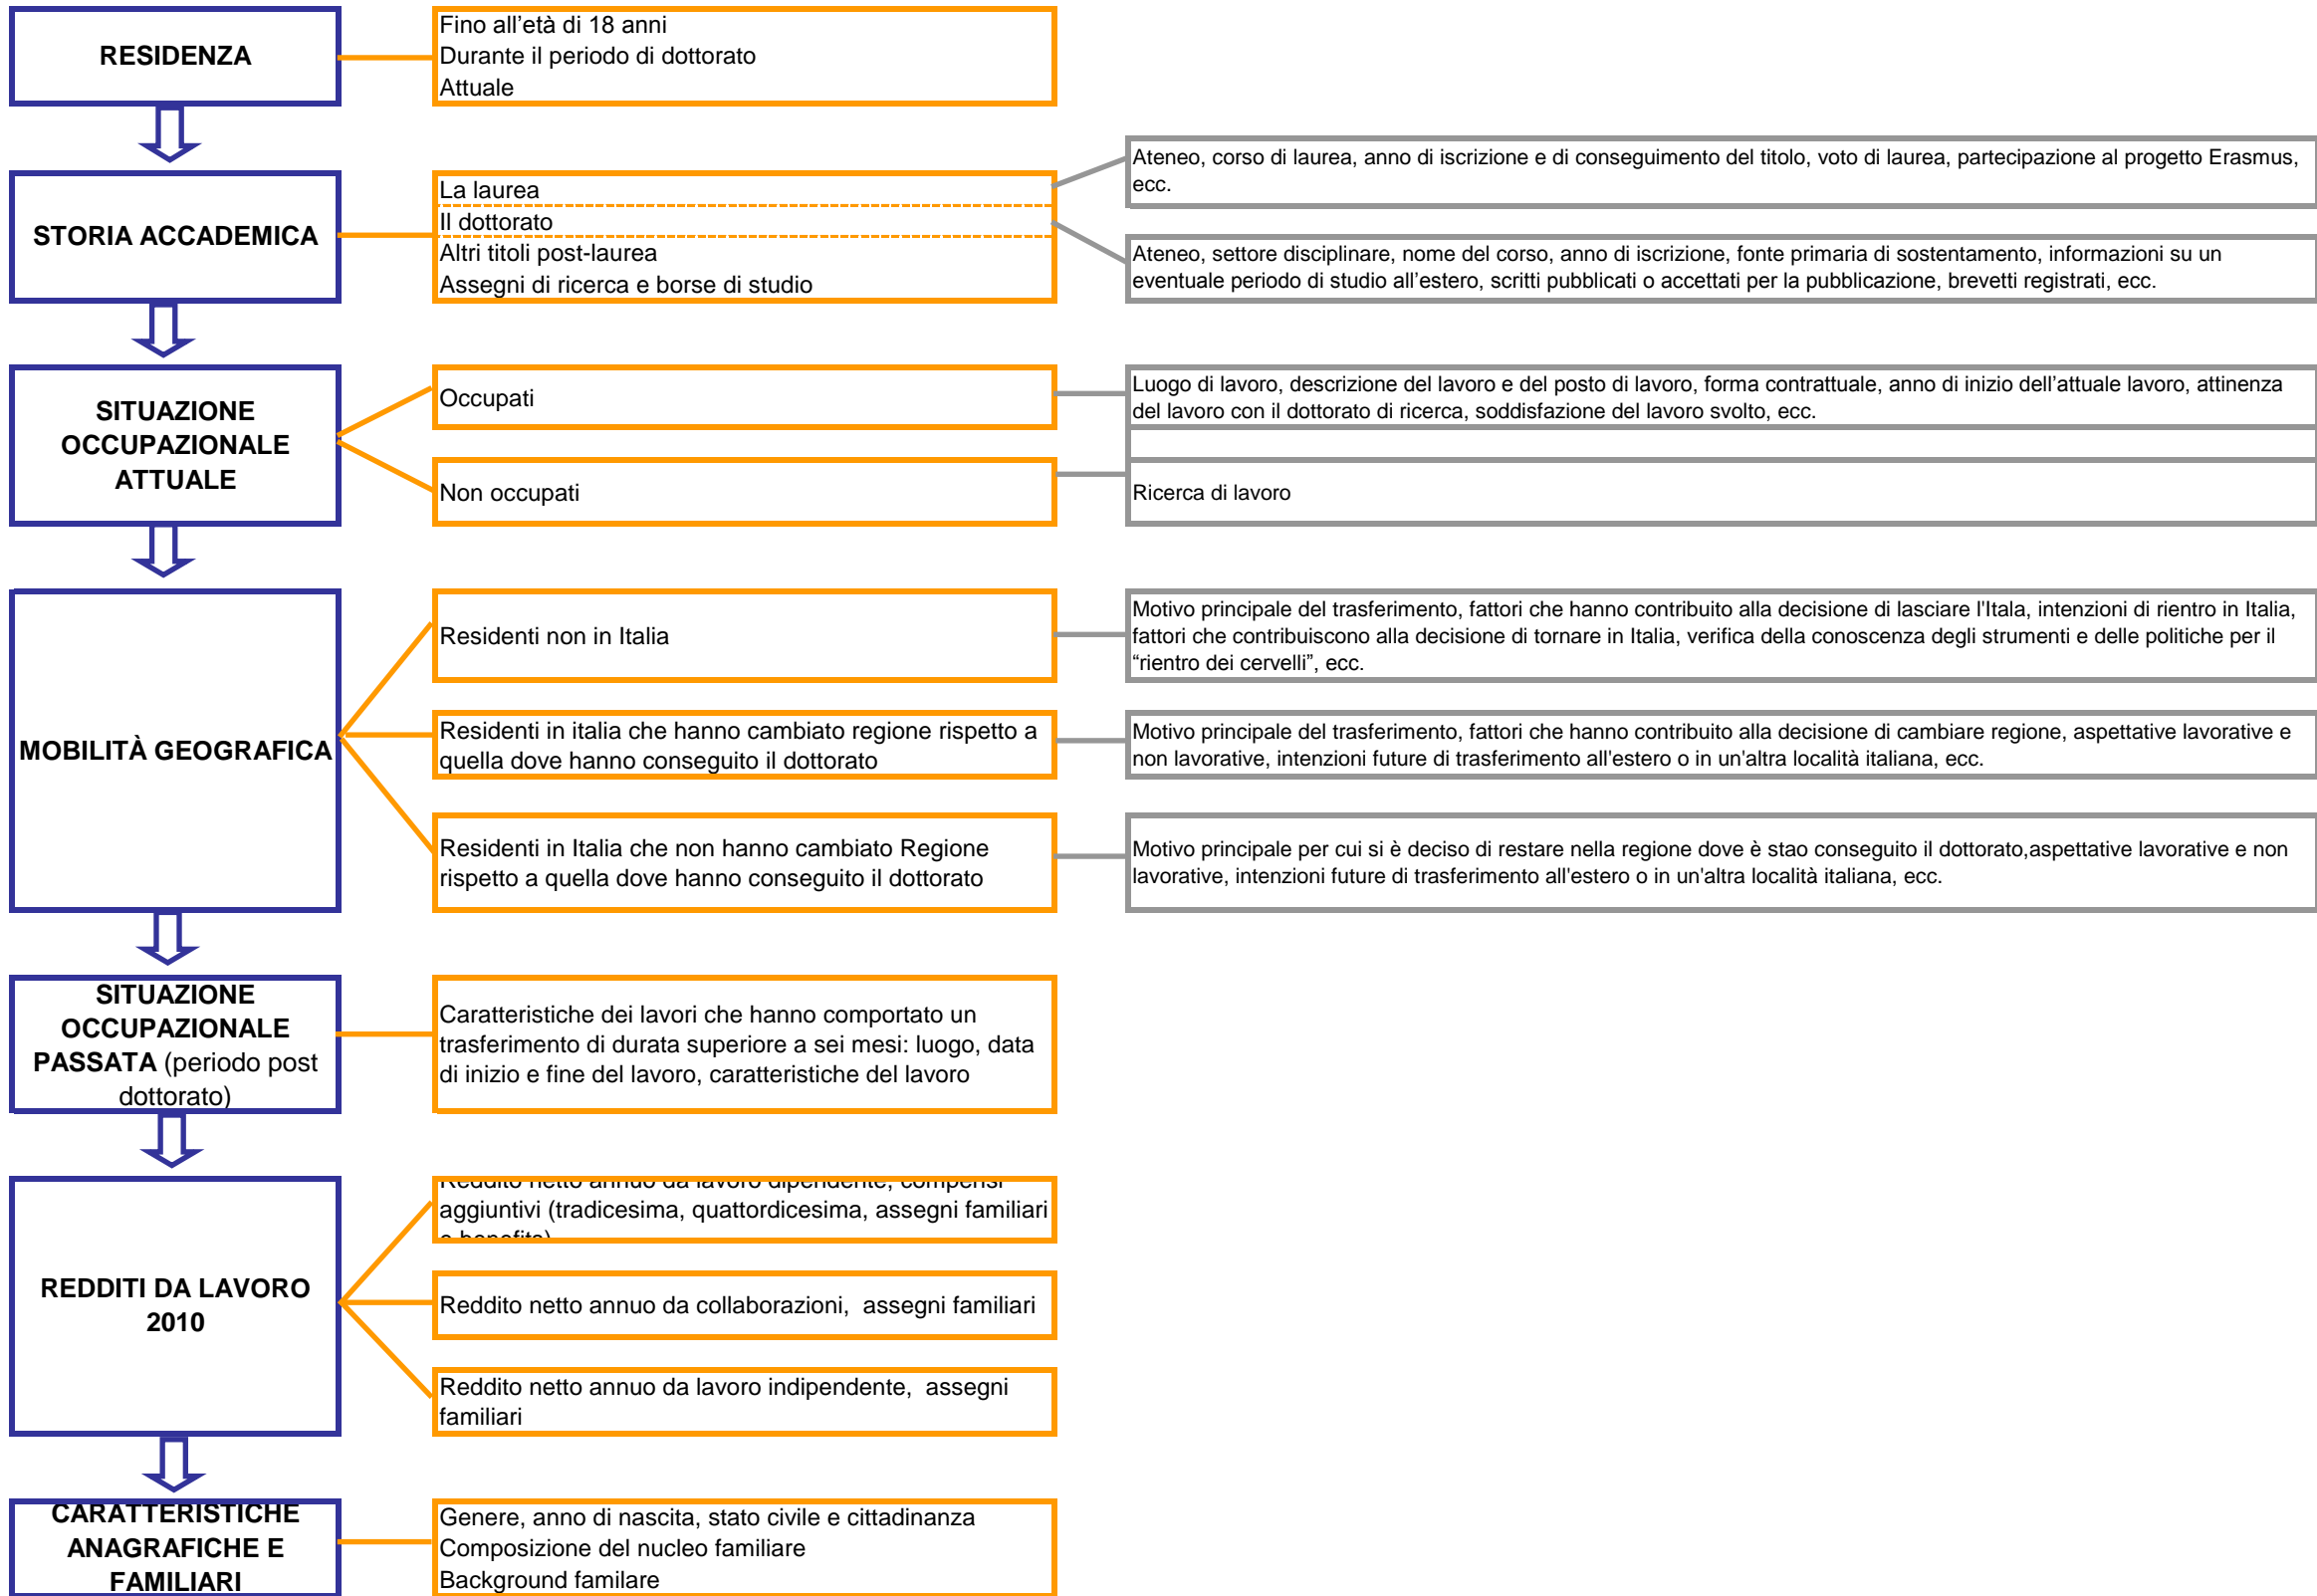 RESIDENZA
Fino all’età di 18 anni
Durante il periodo di dottorato
Attuale
STORIA ACCADEMICA
La laurea
Il dottorato
Altri titoli post-laurea
Assegni di ricerca e borse di studio
Ateneo, corso di laurea, anno di iscrizione e di conseguimento del titolo, voto di laurea, partecipazione al progetto Erasmus,
ecc.
Ateneo, settore disciplinare, nome del corso, anno di iscrizione, fonte primaria di sostentamento, informazioni su un
eventuale periodo di studio all’estero, scritti pubblicati o accettati per la pubblicazione, brevetti registrati, ecc.
SITUAZIONE
OCCUPAZIONALE
ATTUALE
Occupati
Luogo di lavoro, descrizione del lavoro e del posto di lavoro, forma contrattuale, anno di inizio dell’attuale lavoro, attinenza
del lavoro con il dottorato di ricerca, soddisfazione del lavoro svolto, ecc.
Non occupati
Ricerca di lavoro
MOBILITÀ GEOGRAFICA
Residenti non in Italia
Motivo principale del trasferimento, fattori che hanno contribuito alla decisione di lasciare l'Itala, intenzioni di rientro in Italia,
fattori che contribuiscono alla decisione di tornare in Italia, verifica della conoscenza degli strumenti e delle politiche per il
“rientro dei cervelli”, ecc.
Residenti in italia che hanno cambiato regione rispetto a
quella dove hanno conseguito il dottorato
Motivo principale del trasferimento, fattori che hanno contribuito alla decisione di cambiare regione, aspettative lavorative e
non lavorative, intenzioni future di trasferimento all'estero o in un'altra località italiana, ecc.
Residenti in Italia che non hanno cambiato Regione
rispetto a quella dove hanno conseguito il dottorato
Motivo principale per cui si è deciso di restare nella regione dove è stao conseguito il dottorato,aspettative lavorative e non
lavorative, intenzioni future di trasferimento all'estero o in un'altra località italiana, ecc.
SITUAZIONE
OCCUPAZIONALE
PASSATA (periodo post
dottorato)
Caratteristiche dei lavori che hanno comportato un
trasferimento di durata superiore a sei mesi: luogo, data
di inizio e fine del lavoro, caratteristiche del lavoro
REDDITI DA LAVORO
2010
Reddito netto annuo da lavoro dipendente, compensi
aggiuntivi (tradicesima, quattordicesima, assegni familiari
e benefits)
Reddito netto annuo da collaborazioni, assegni familiari
Reddito netto annuo da lavoro indipendente, assegni
familiari
CARATTERISTICHE
ANAGRAFICHE E
FAMILIARI
Genere, anno di nascita, stato civile e cittadinanza
Composizione del nucleo familiare
Background familare